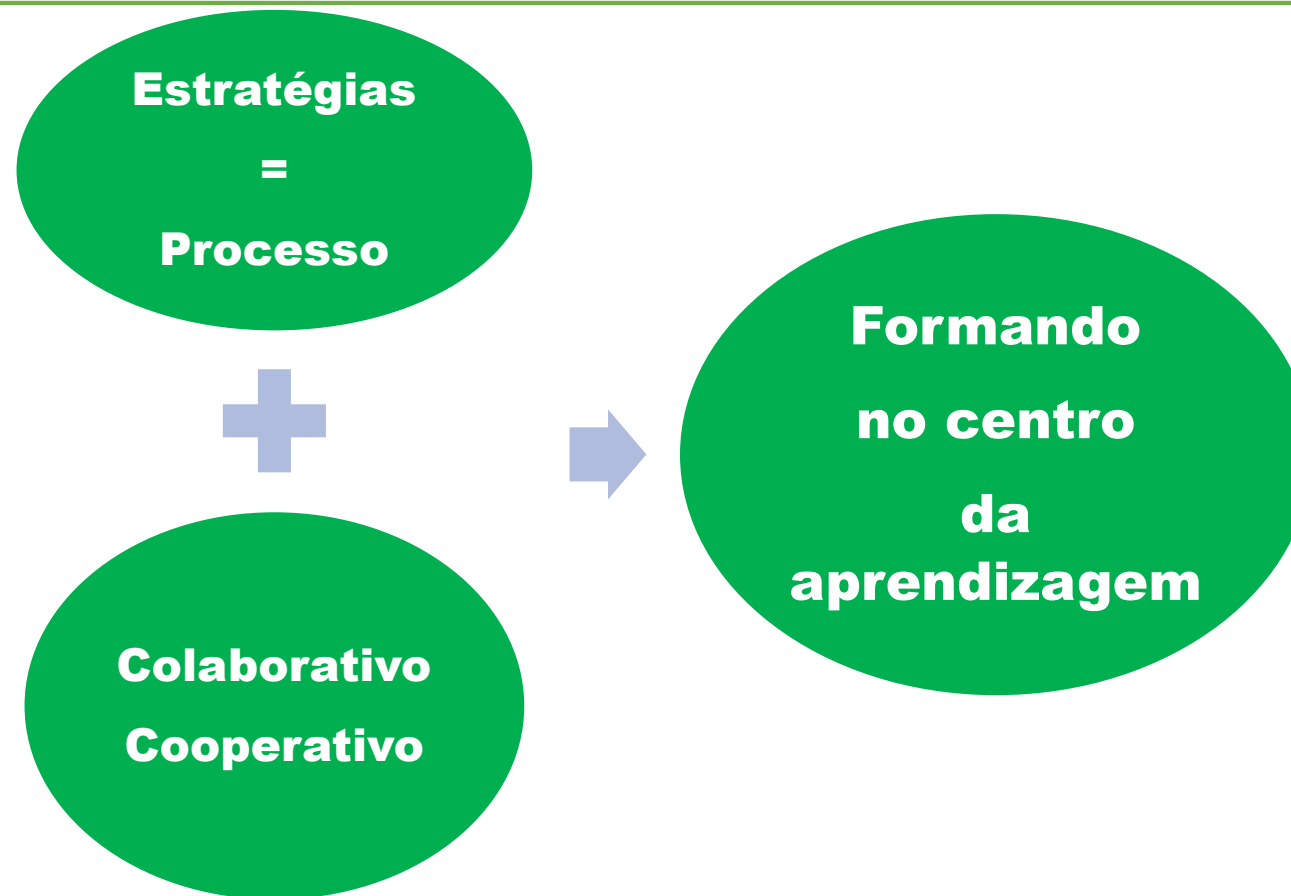 Estratégias
=
Processo
Colaborativo
Cooperativo
Formando
no centro
da
aprendizagem